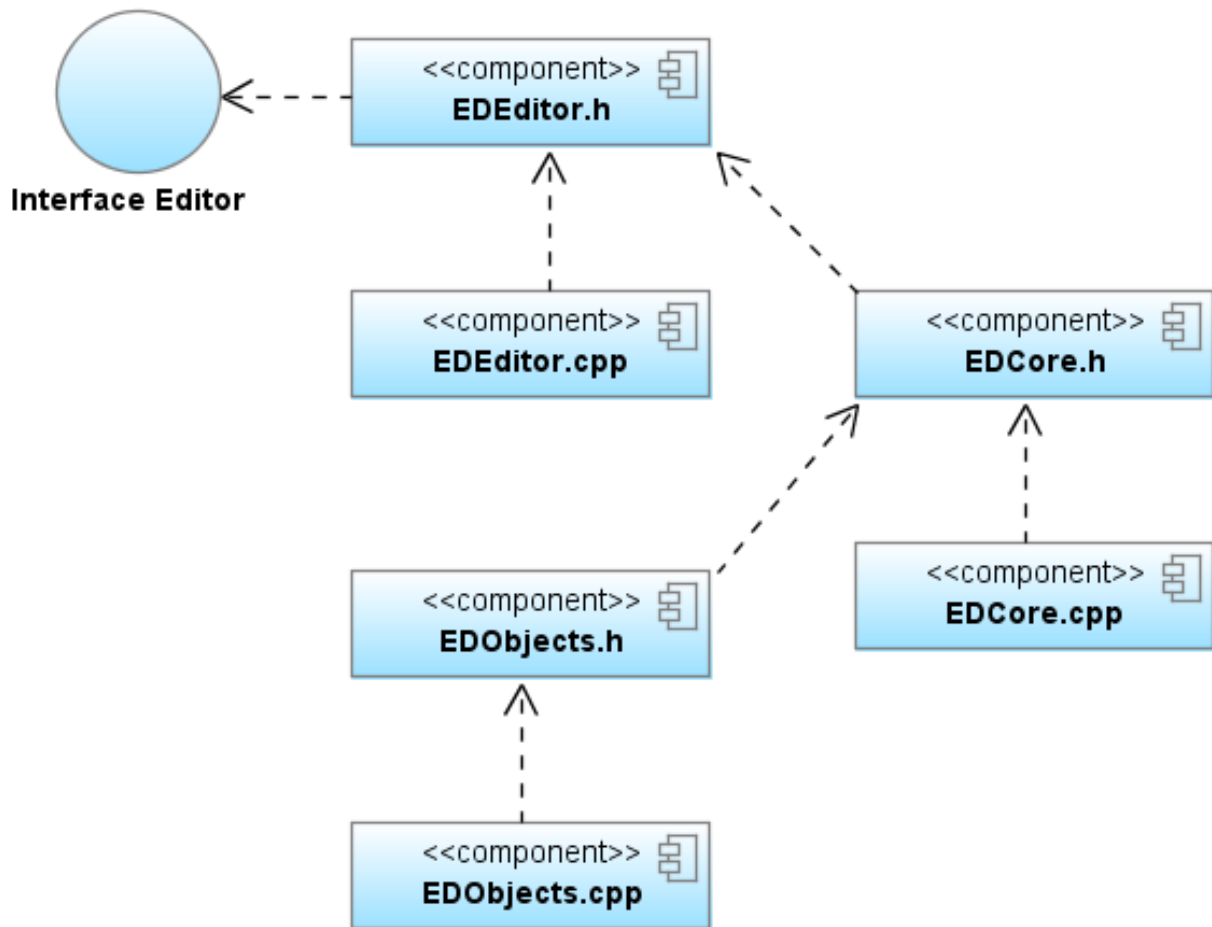 <<component>>
EDEditor.h
Interface Editor
<<component>>
EDEditor.cpp
<<component>>
EDCore.h
<<component>>
EDObjects.h
<<component>>
EDCore.cpp
<<component>>
EDObjects.cpp